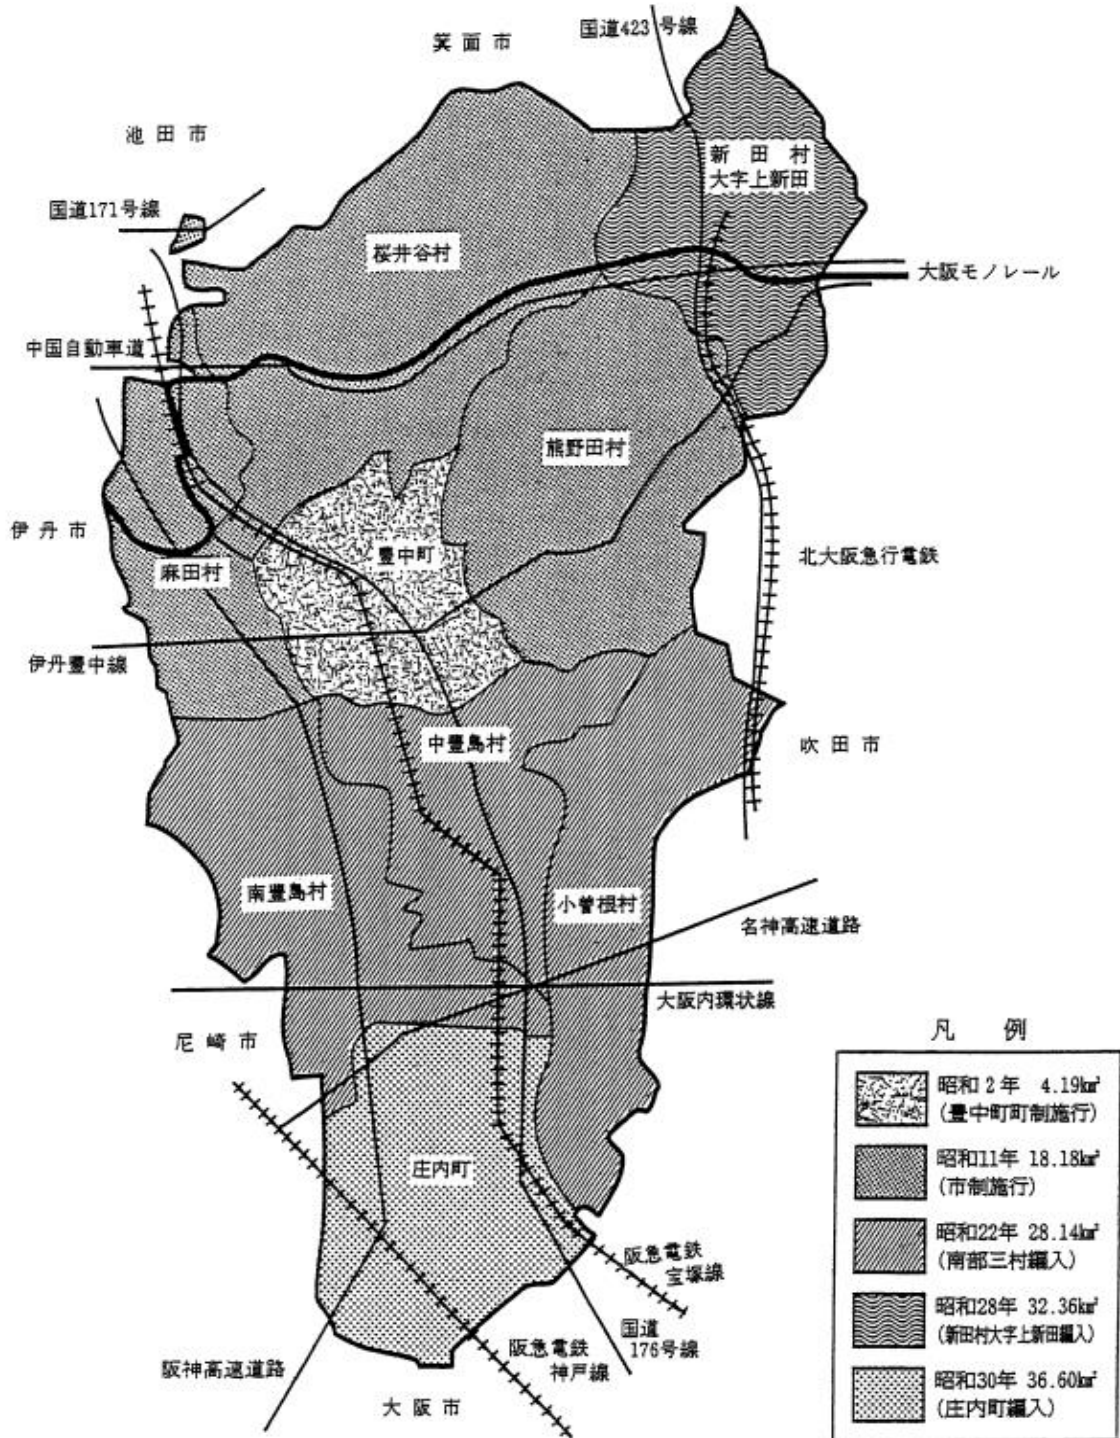 国道423号線
箕面市
池田市
新田村
大字上新田
国道171号線
桜井谷村
大阪モノレール
中国自動車道
熊野田村
伊丹市
豊中町
北大阪急行電鉄
麻田村
伊丹豊中線
中豊島村
吹田市
南豊島村
小曽根村
名神高速道路
大阪内環状線
尼崎市
庄内町
阪急電鉄
宝塚線
国道
176号線
阪急電鉄
神戸線
阪神高速道路
大阪市
凡例
昭和2年 4.19k㎡
(豊中町町制施行)
昭和11年 18.18k㎡
(市制施行)
昭和22年 28.14k㎡
(南部三村編入)
昭和28年 32.36k㎡
(新田村大字上新田編入)
昭和30年 36.60k㎡
(庄内町編入)